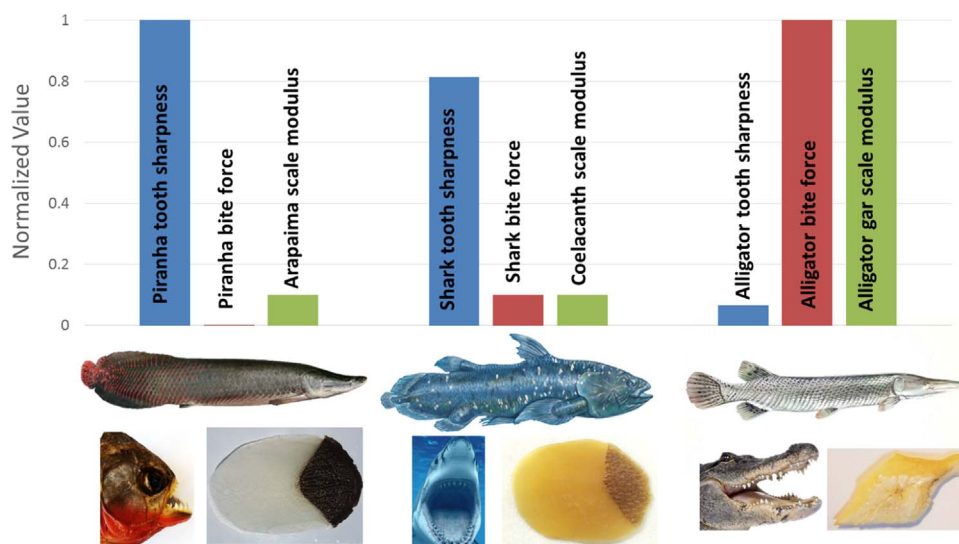 Normalized Value
1
0.8
0.6
0.4
0.2
0
Piranha tooth sharpness
Piranha bite force
Arapaima scale modulus
Shark tooth sharpness
Shark bite force
Coelacanth scale modulus
Alligator tooth sharpness
Alligator bite force
Alligator gar scale modulus